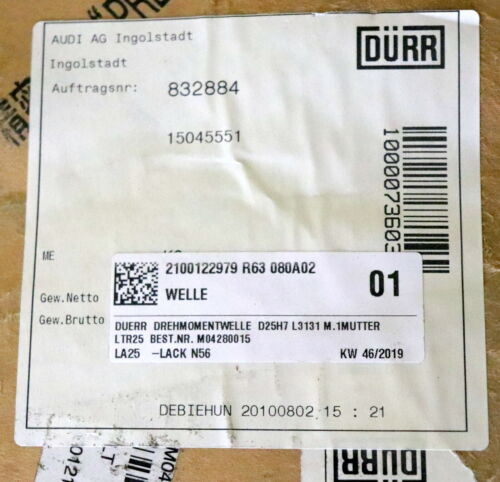 AUDI AG Ingolstadt
DÜRR
Ingolstadt
Auftragsnr: 832884
15045551
1000073603
ME
2100122979 R63 080A02
01
WELLE
Gew.Netto
Gew.Brutto
DUERR DREHMOMENTWELLE D25H7 L3131 M.1MUTTER
LTR25 BEST.NR. M04280015
LA25 -LACK N56
KW 46/2019
DEBIEHUN 20100802 15 : 21
DÜRR